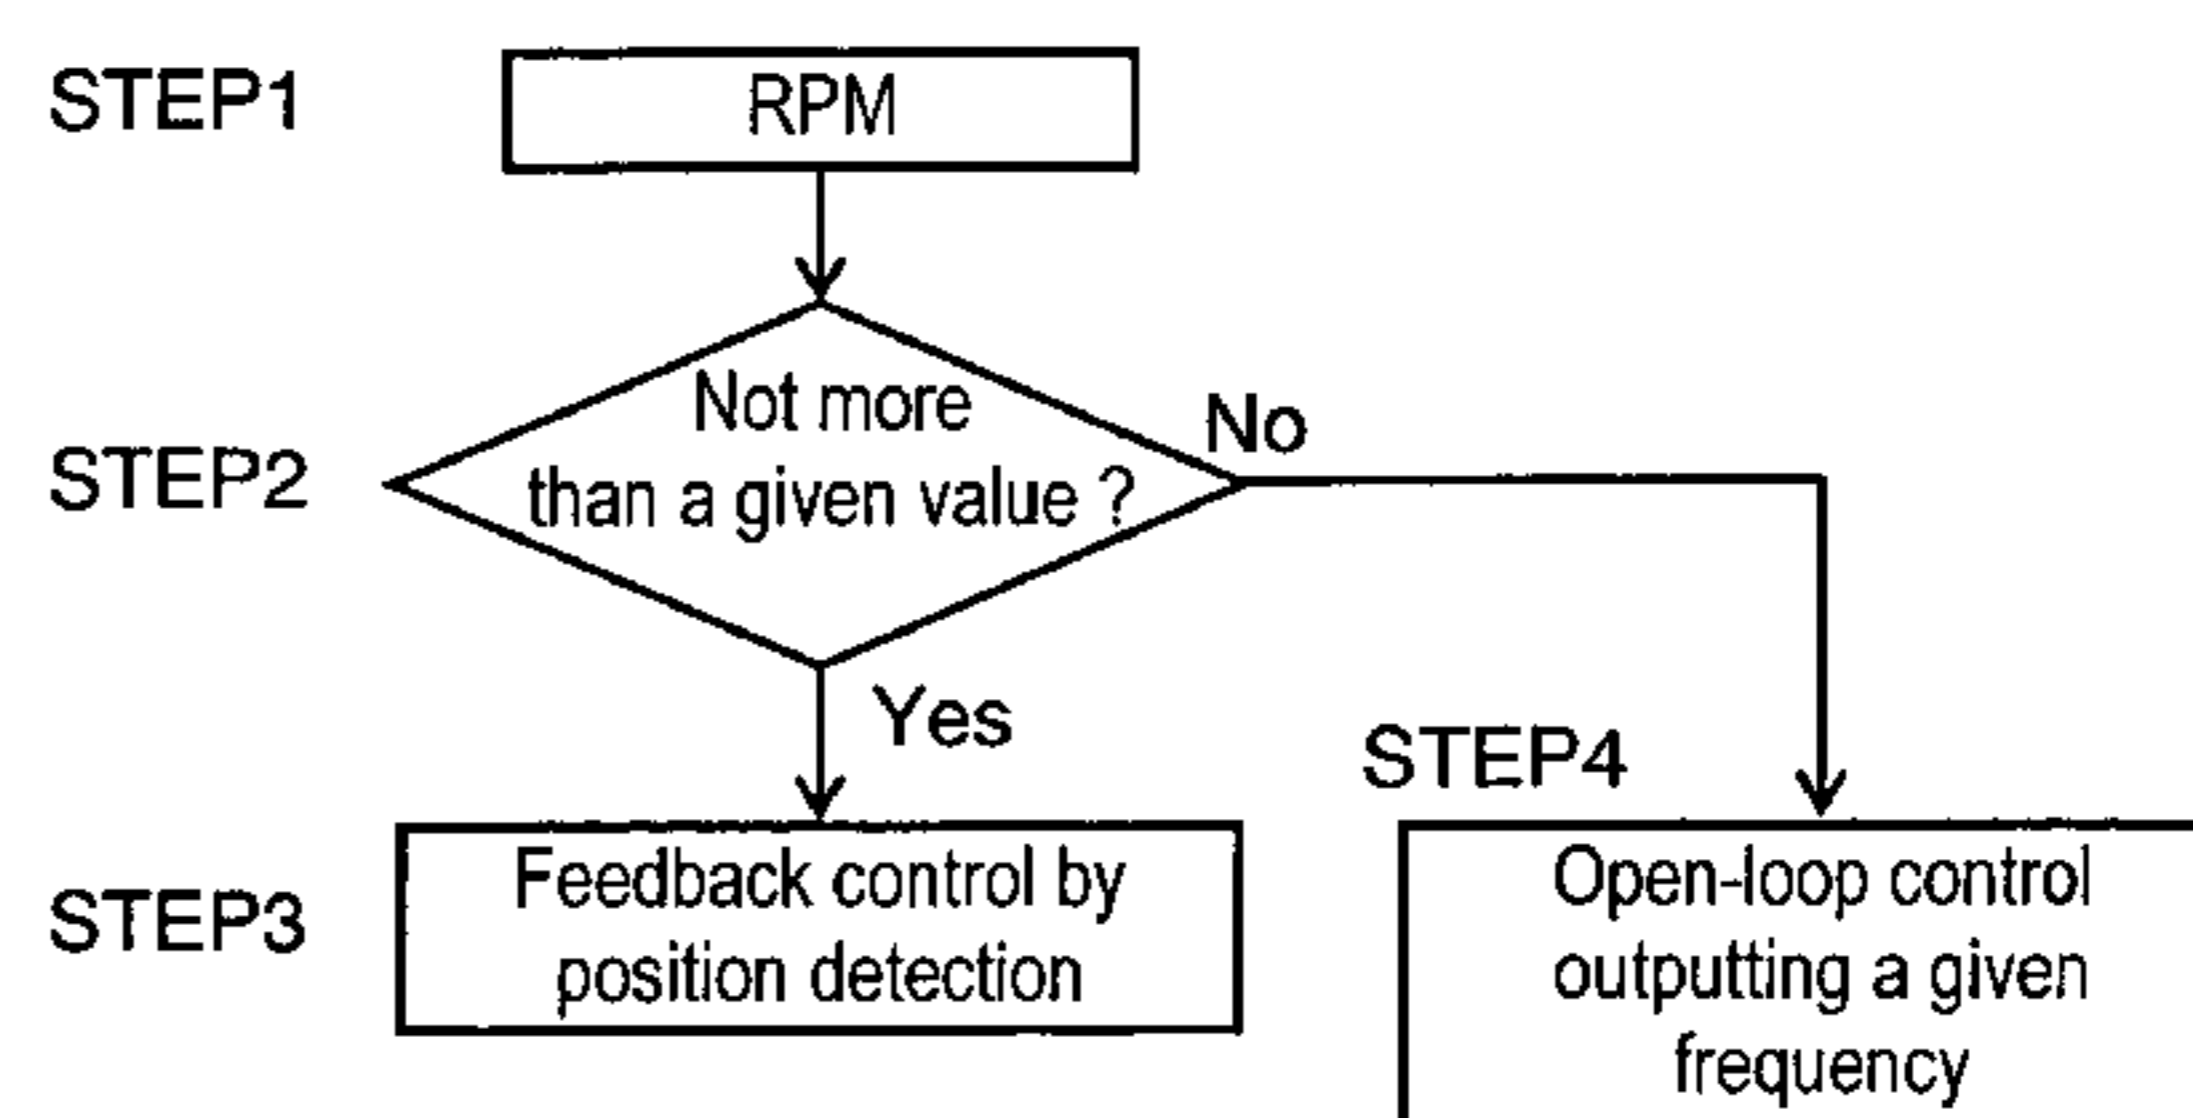 STEP1
RPM
STEP2
Not more
than a given value ?
No
Yes
STEP3
Feedback control by
position detection
STEP4
Open-loop control
outputting a given
frequency